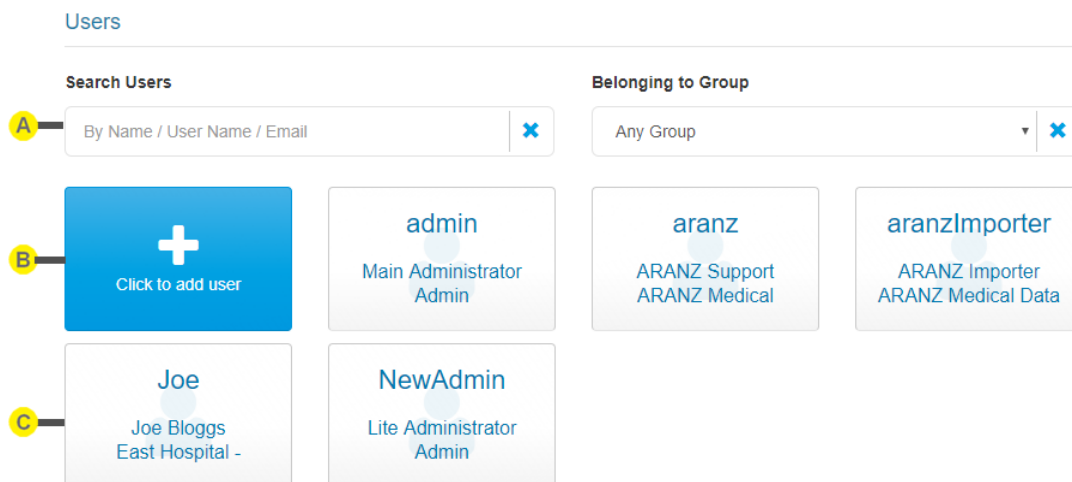 Users
Search Users
Belonging to Group
A
By Name / User Name / Email
Any Group
B
Click to add user
admin
Main Administrator
Admin
aranz
ARANZ Support
ARANZ Medical
aranzImporter
ARANZ Importer
ARANZ Medical Data
C
Joe
Joe Bloggs
East Hospital -
NewAdmin
Lite Administrator
Admin